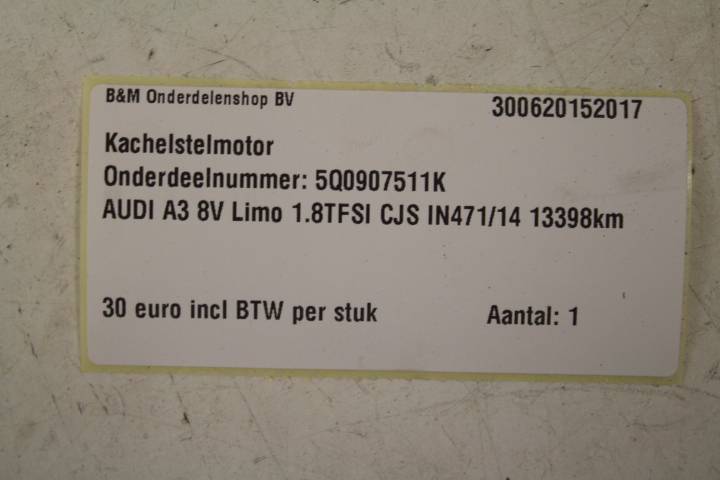 B&M Onderdelenshop BV 300620152017
Kachelstelmotor
Onderdeelnummer: 5Q0907511K
AUDI A3 8V Limo 1.8TFSI CJS IN471/14 13398km
30 euro incl BTW per stuk Aantal: 1